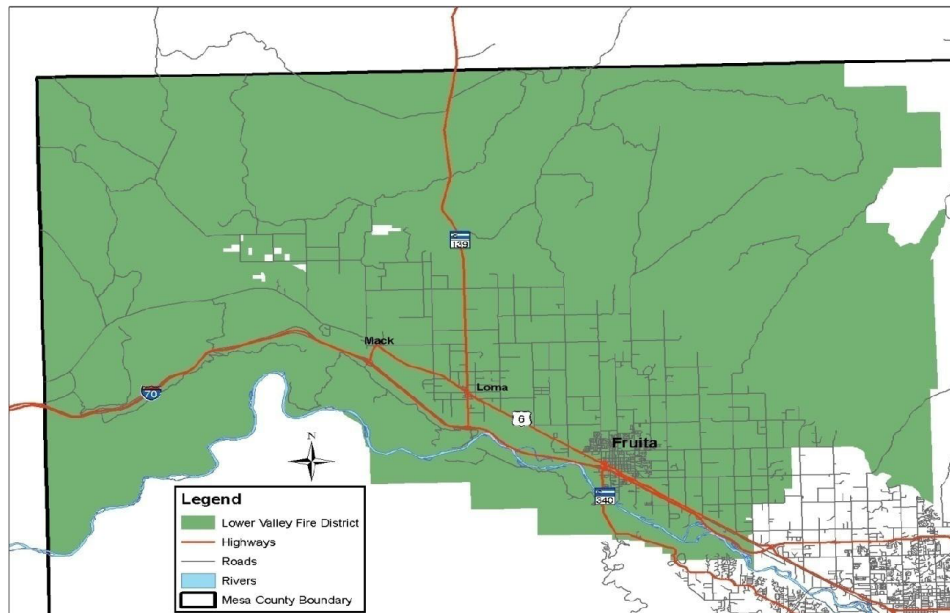 139
Mack
70
Loma
6
Fruita
N
340
Legend
Lower Valley Fire District
Highways
Roads
Rivers
Mesa County Boundary